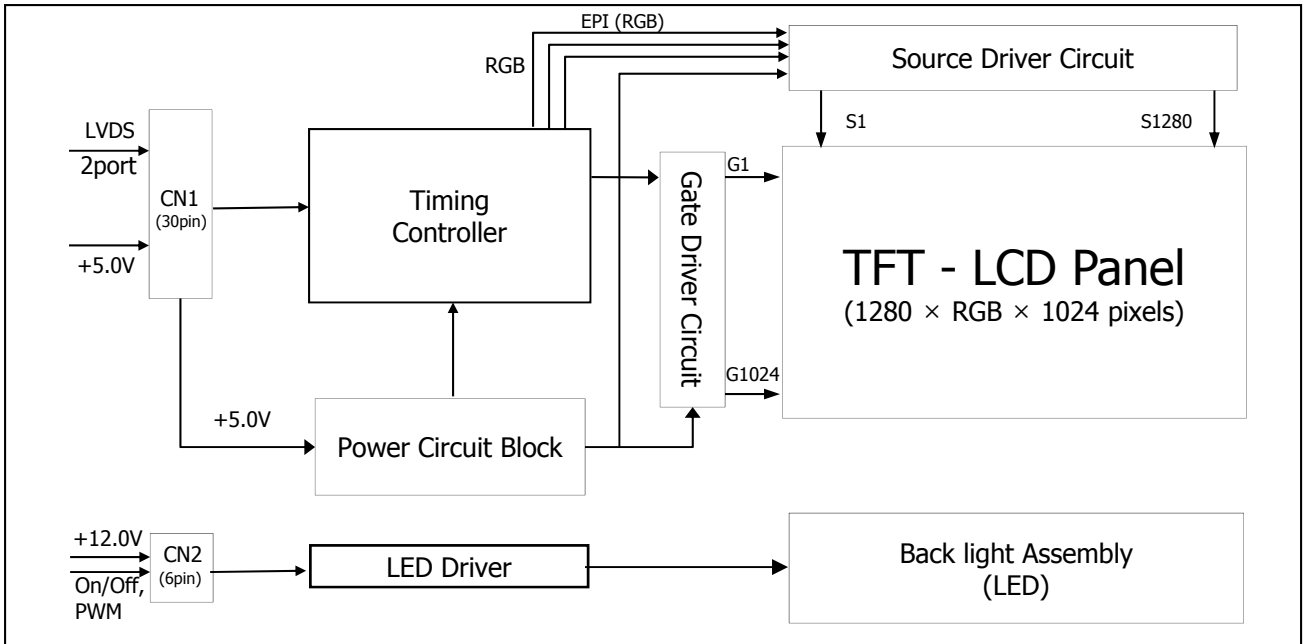 EPI (RGB)
RGB
Source Driver Circuit
S1
S1280
LVDS
2port
CN1
(30pin)
+5.0V
Timing
Controller
Gate Driver Circuit
G1
G1024
TFT - LCD Panel
(1280 × RGB × 1024 pixels)
+5.0V
Power Circuit Block
+12.0V
On/Off,
PWM
CN2
(6pin)
LED Driver
Back light Assembly
(LED)